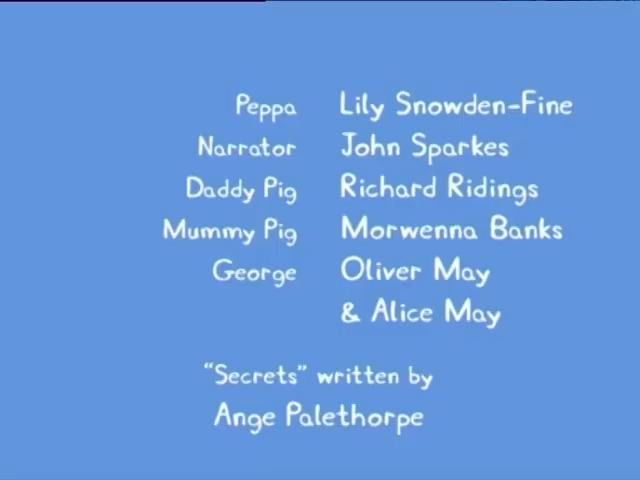 Peppa Lily Snowden-Fine
Narrator John Sparkes
Daddy Pig Richard Ridings
Mummy Pig Morwenna Banks
George Oliver May
& Alice May
“Secrets” written by
Ange Palethorpe